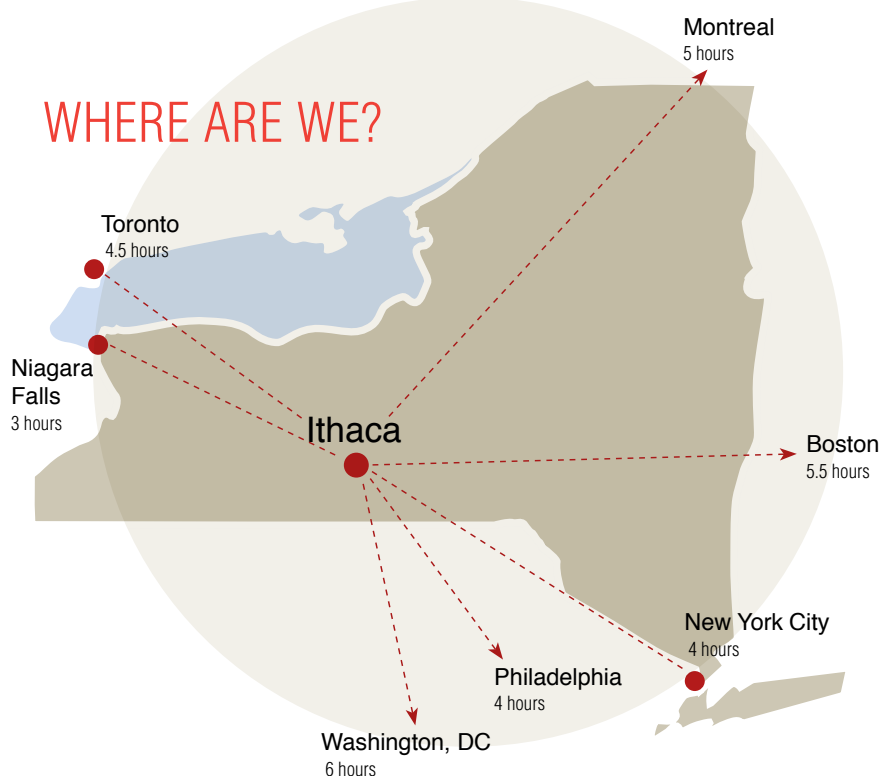 Montreal
5 hours
WHERE ARE WE?
Toronto
4.5 hours
Niagara
Falls
3 hours
Ithaca
Boston
5.5 hours
New York City
4 hours
Philadelphia
4 hours
Washington, DC
6 hours